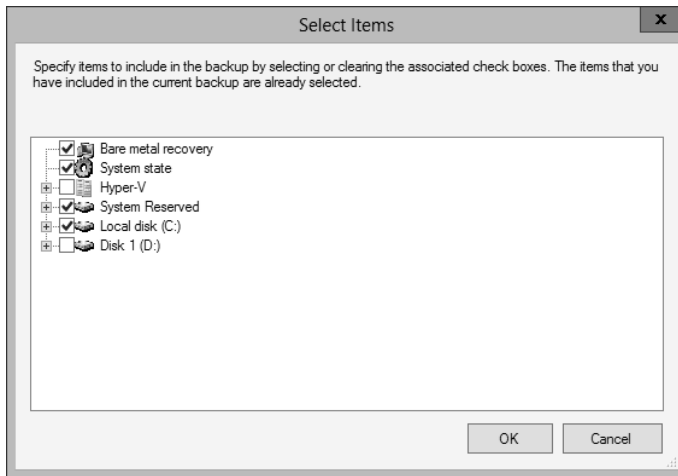 Select Items
x
Specify items to include in the backup by selecting or clearing the associated check boxes. The items that you
have included in the current backup are already selected.
Bare metal recovery
System state
Hyper-V
System Reserved
Local disk (C:)
Disk 1 (D:)
OK Cancel